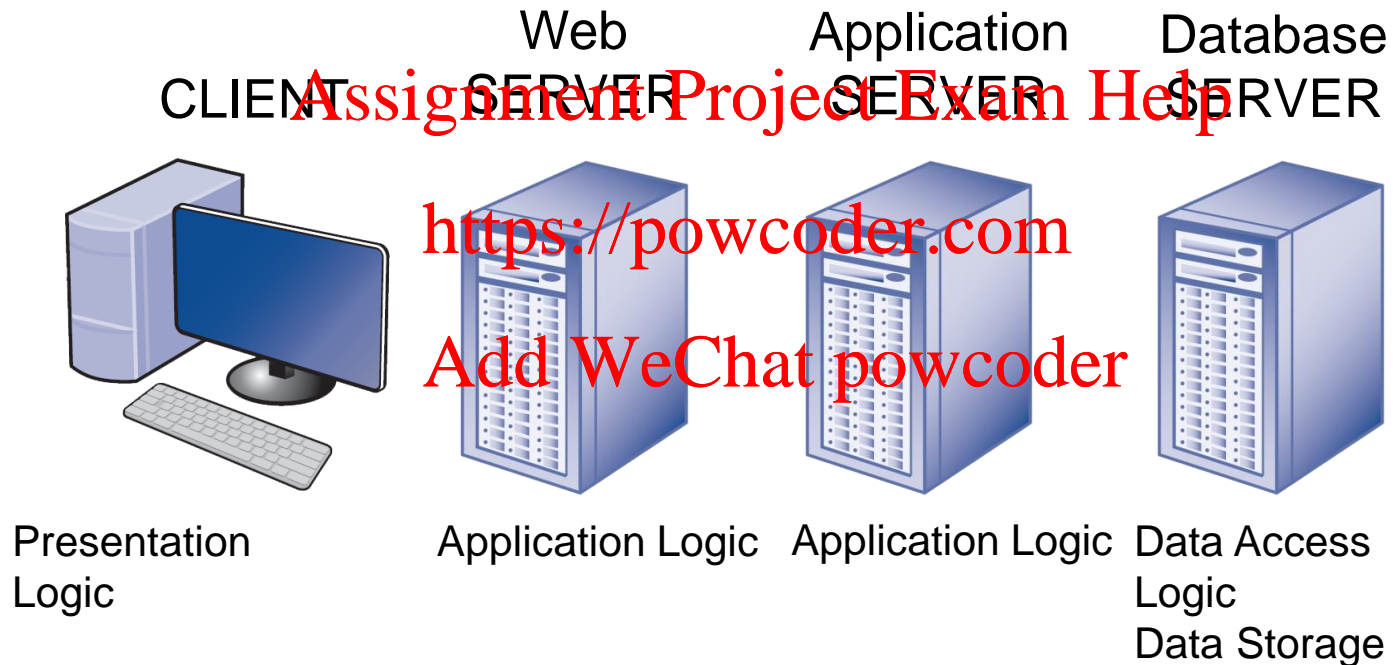 Web
Application
Database
CLIENT
SERVER
SERVER
SERVER
Assignment Project Exam Help
https://powcoder.com
Add WeChat powcoder
Presentation
Logic
Application Logic
Application Logic
Data Access
Logic
Data Storage